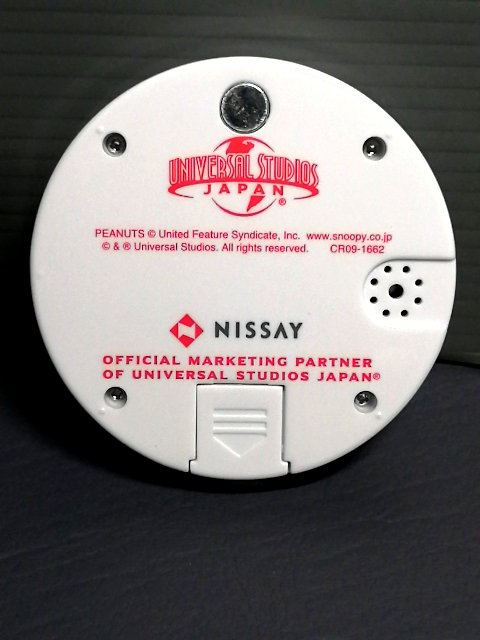 UNIVERSAL STUDIOS
JAPAN®
PEANUTS © United Feature Syndicate, Inc. www.snoopy.co.jp
© & ® Universal Studios. All rights reserved. CR09-1662
NISSAY
OFFICIAL MARKETING PARTNER
OF UNIVERSAL STUDIOS JAPAN®